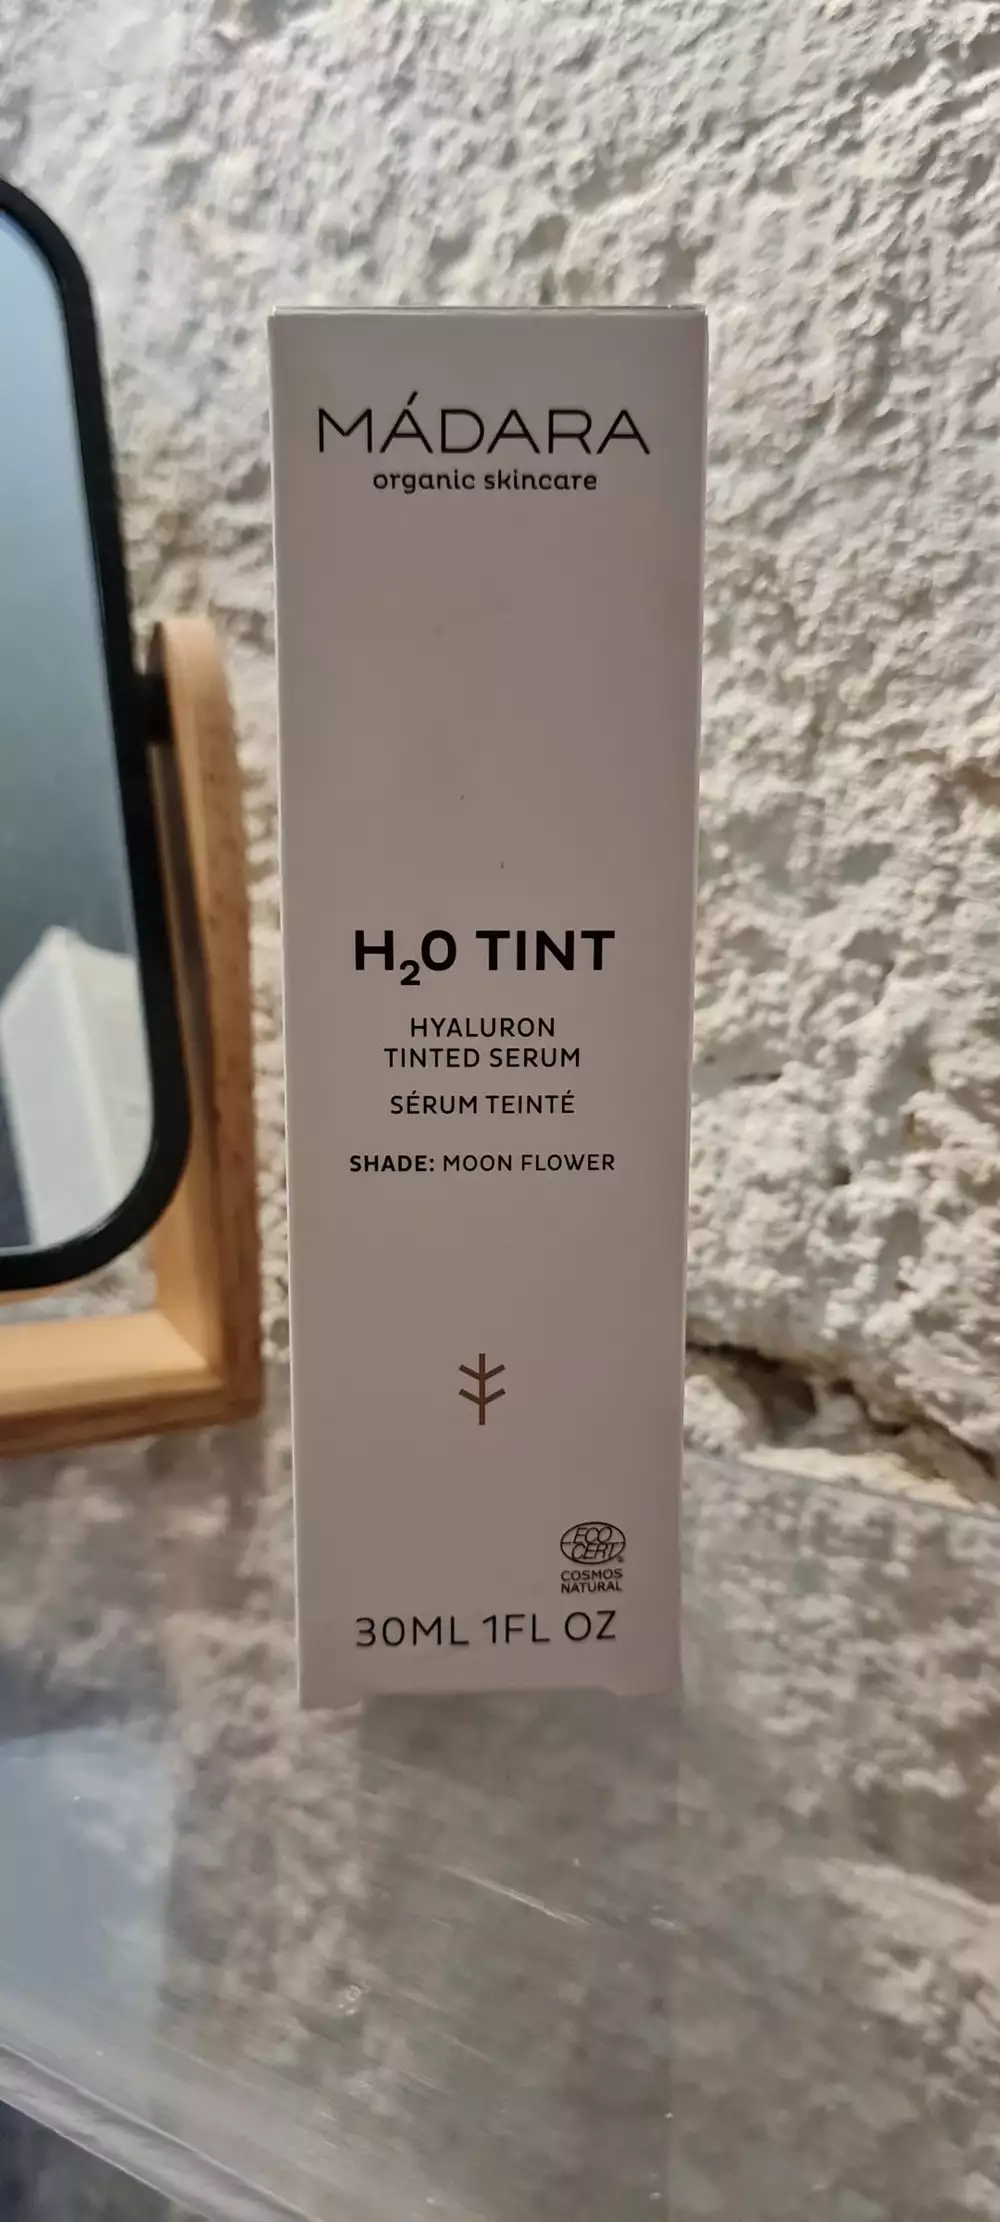 MÁDARA
organic skincare
H₂O TINT
HYALURON
TINTED SERUM
SÉRUM TEINTÉ
SHADE: MOON FLOWER
ECO
CERT
COSMOS
NATURAL
30ML 1FL OZ